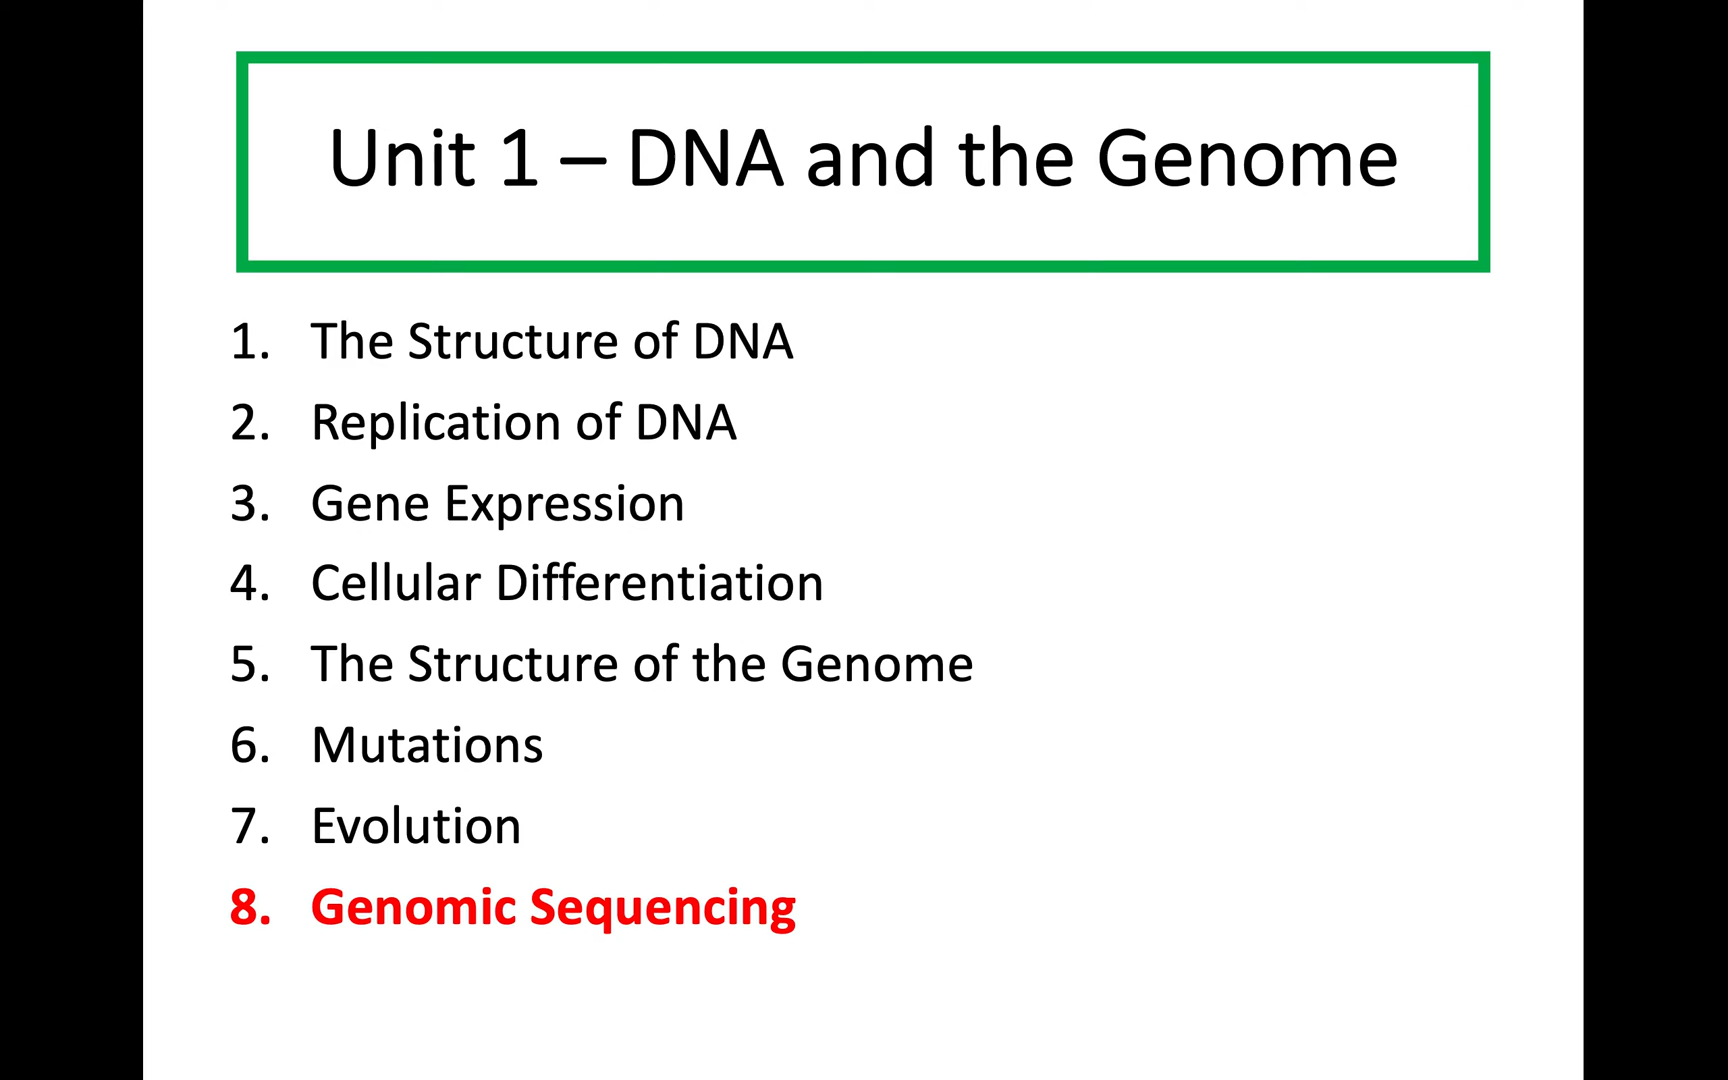 Unit 1 – DNA and the Genome
1. The Structure of DNA
2. Replication of DNA
3. Gene Expression
4. Cellular Differentiation
5. The Structure of the Genome
6. Mutations
7. Evolution
8. Genomic Sequencing